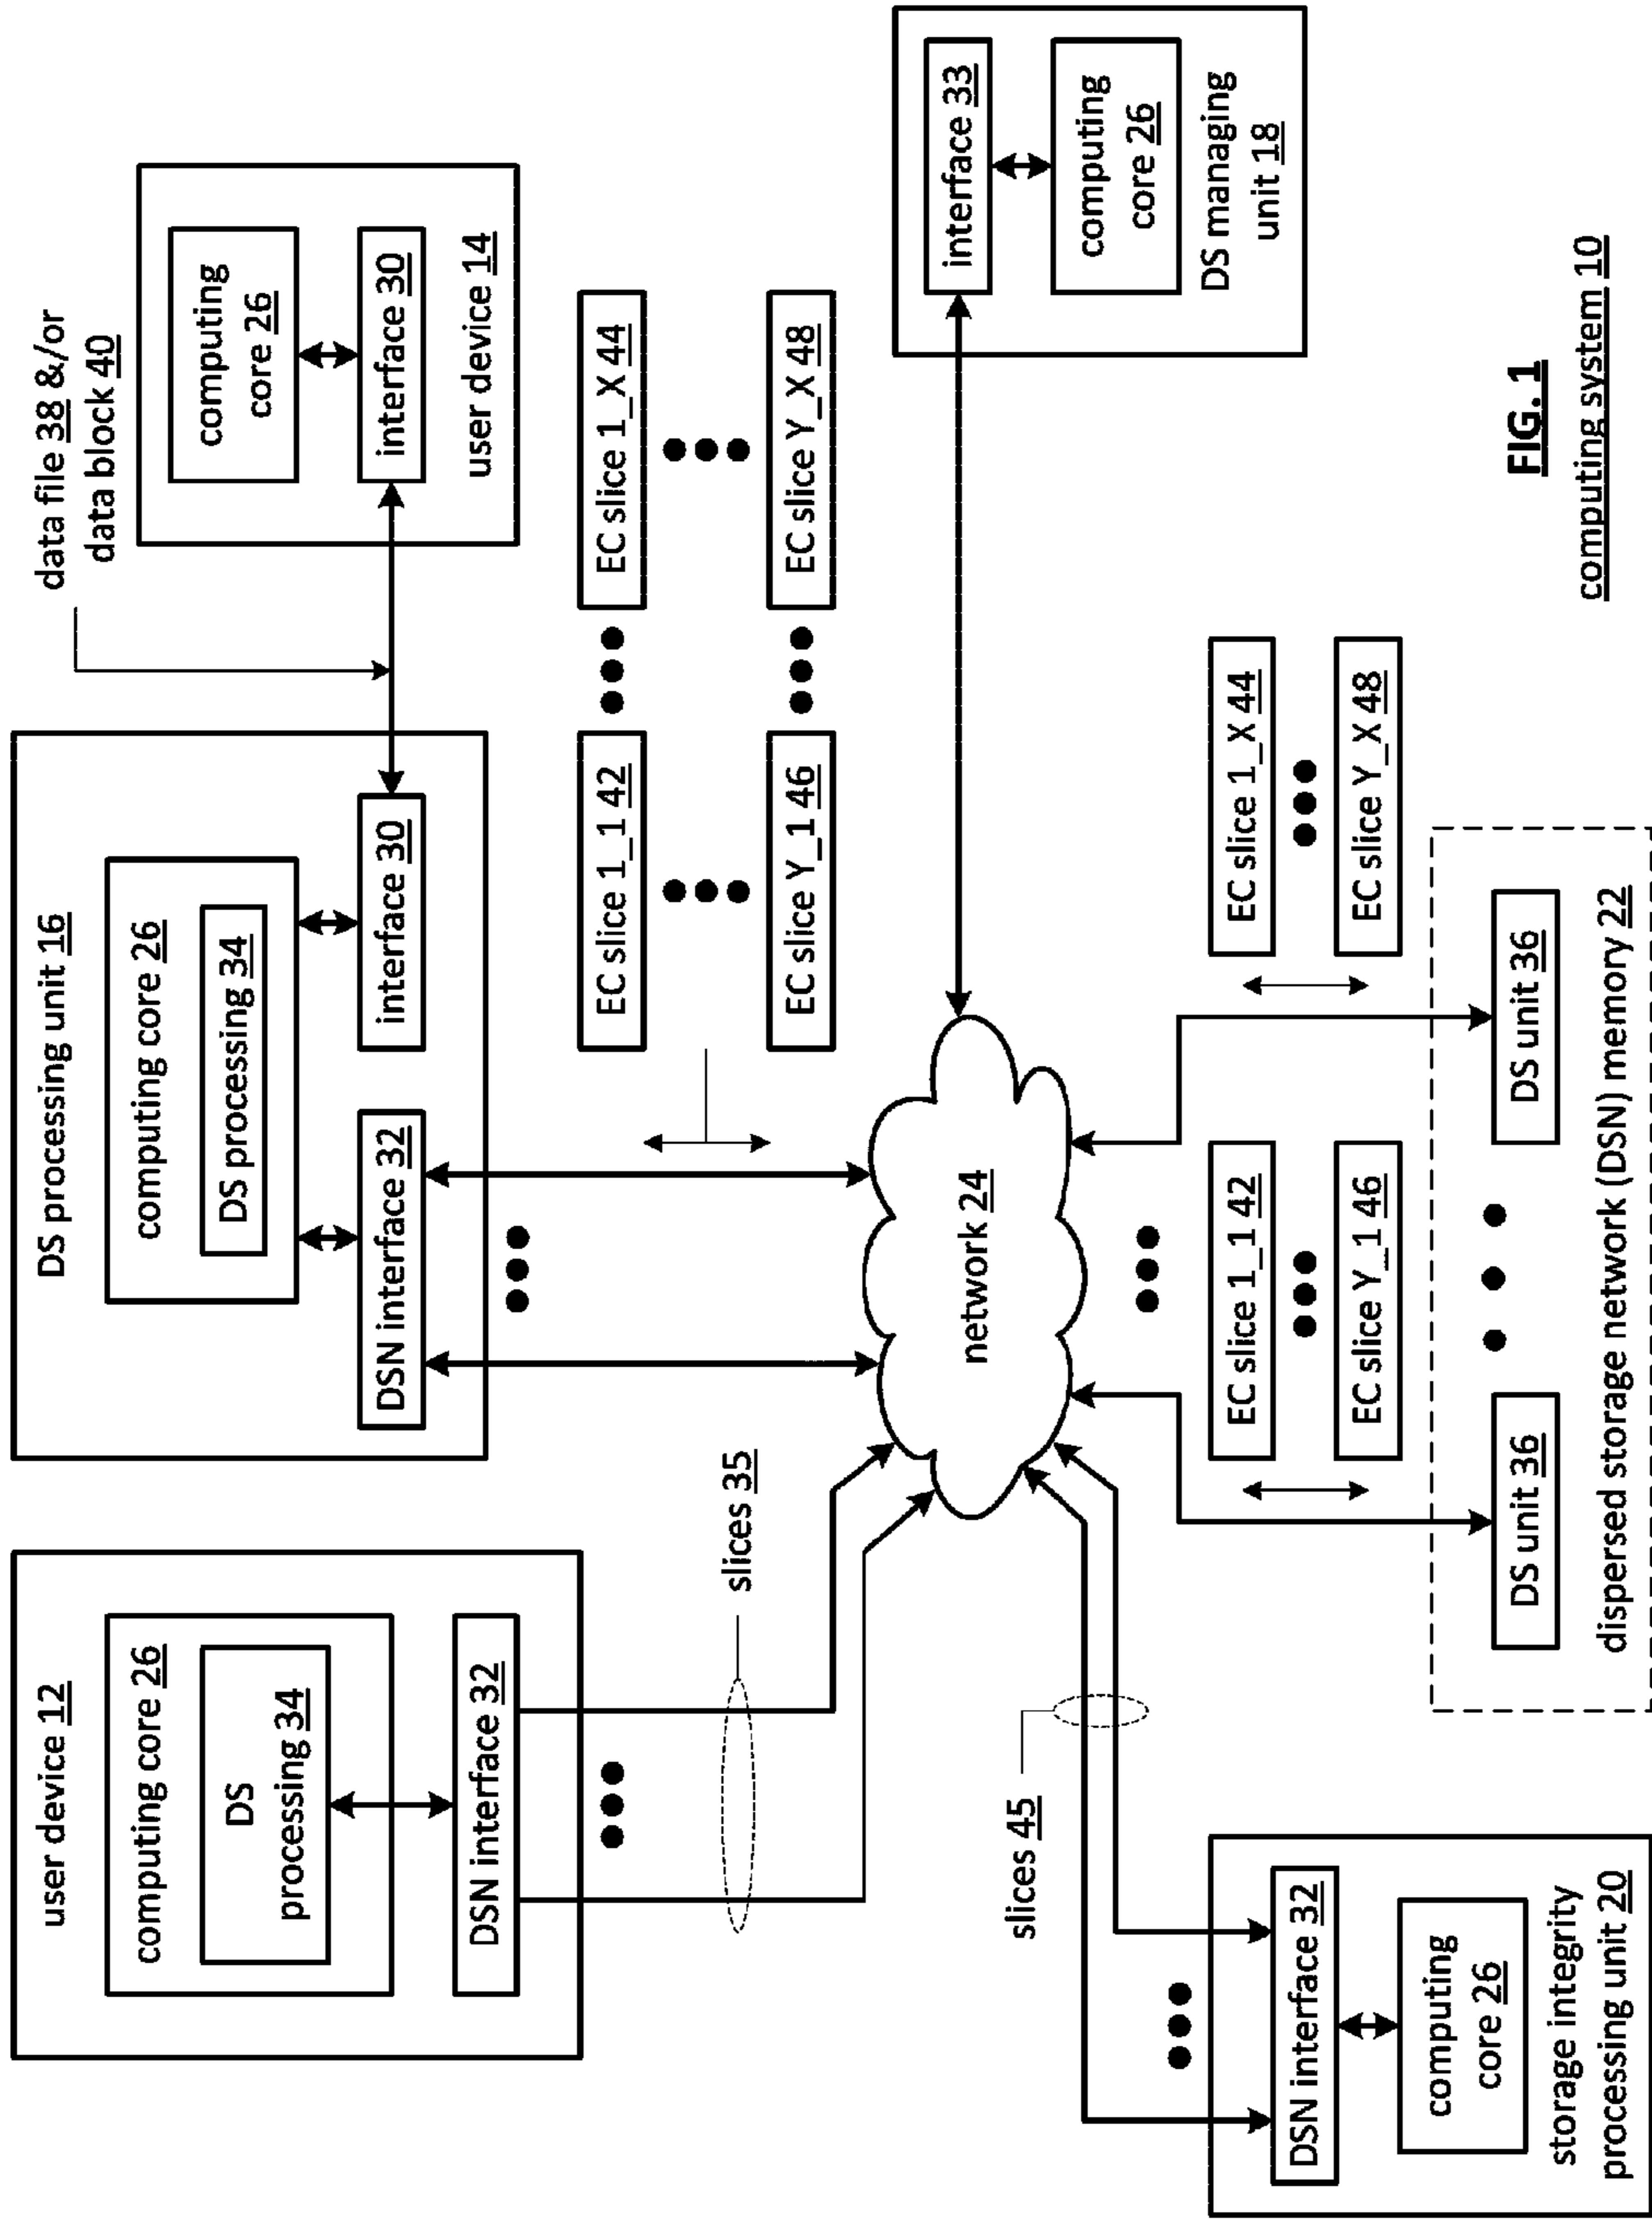 user device 12
computing core 26
DS
processing 34
DSN interface 32
slices 35
DS processing unit 16
computing core 26
DS processing 34
DSN interface 32
interface 30
data file 38 &/or
data block 40
computing
core 26
interface 30
user device 14
EC slice 1_1 42
EC slice 1_X 44
EC slice Y_1 46
EC slice Y_X 48
network 24
interface 33
computing
core 26
DS managing
unit 18
slices 45
DSN interface 32
computing
core 26
storage integrity
processing unit 20
EC slice 1_1 42
EC slice Y_1 46
EC slice 1_X 44
EC slice Y_X 48
DS unit 36
DS unit 36
dispersed storage network (DSN) memory 22
FIG. 1
computing system 10